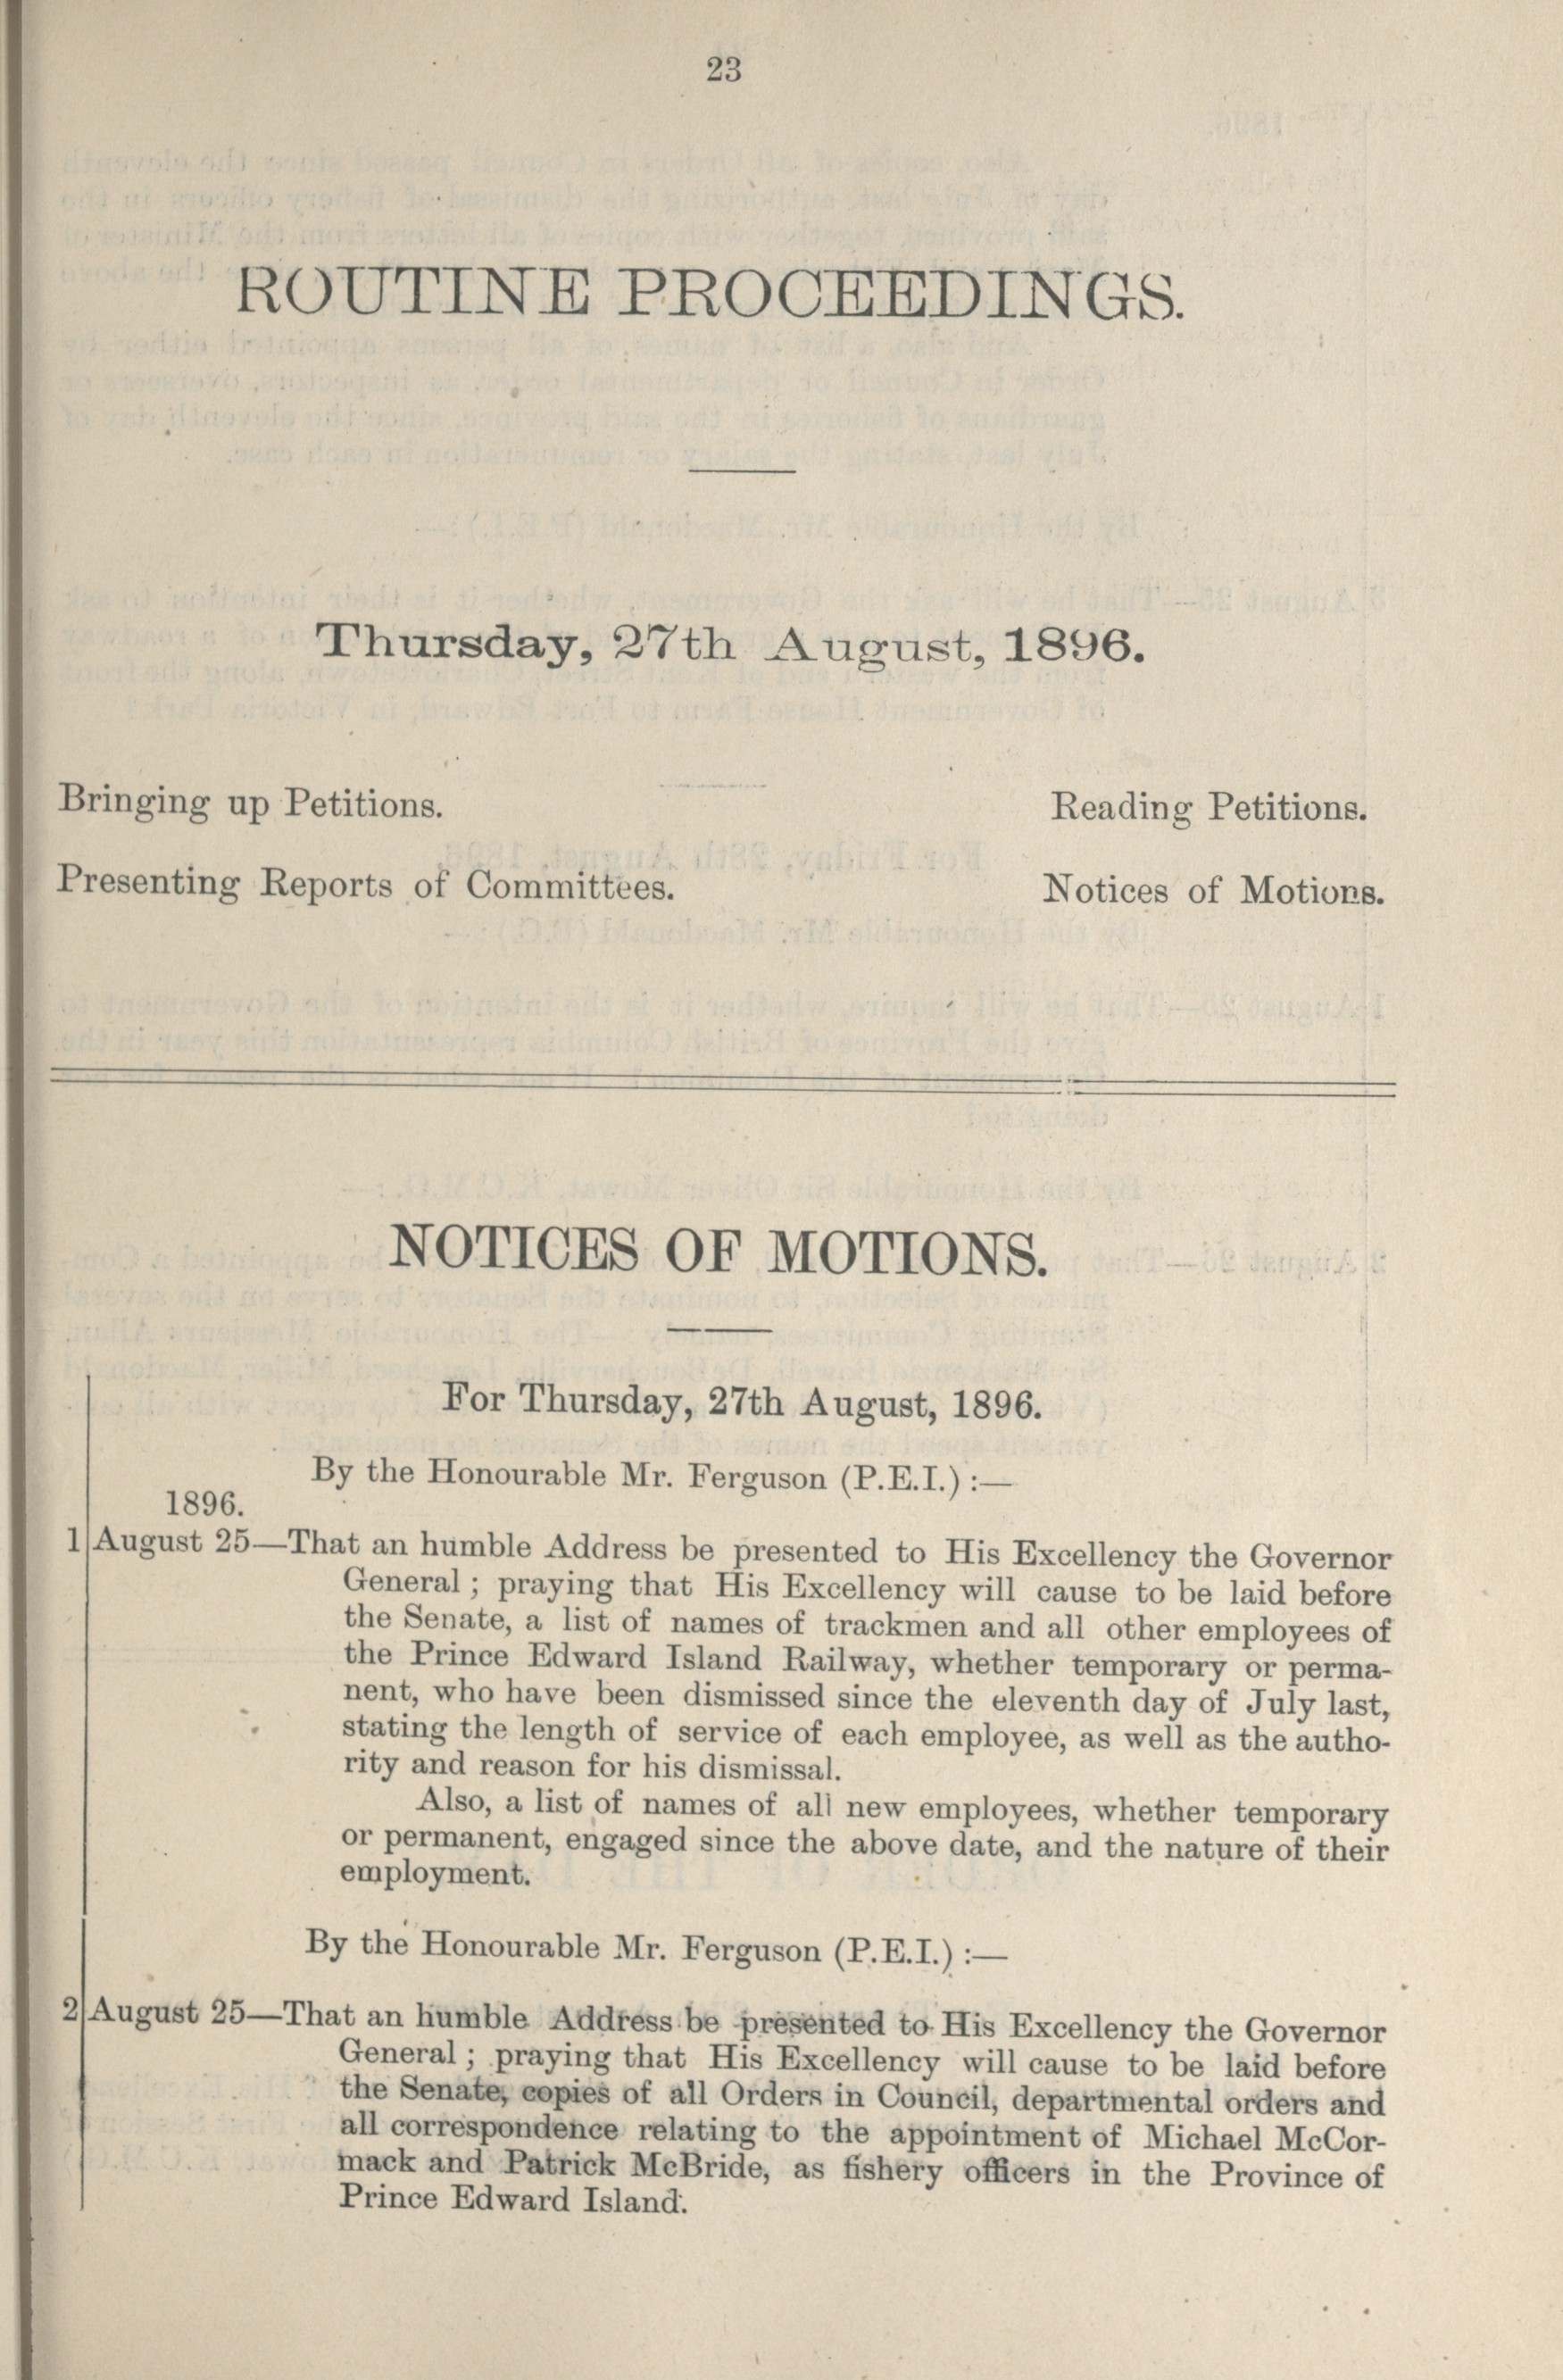 23
ROUTINE PROCEEDINGS.
Thursday, 27th August, 1896.
Bringing up Petitions.
Reading Petitions.
Presenting Reports of Committees.
Notices of Motions.
NOTICES OF MOTIONS.
For Thursday, 27th August, 1896.
By the Honourable Mr. Ferguson (P.E.I.) :—
1896.
1 August 25—That an humble Address be presented to His Excellency the Governor
General ; praying that His Excellency will cause to be laid before
the Senate, a list of names of trackmen and all other employees of
the Prince Edward Island Railway, whether temporary or perma-
nent, who have been dismissed since the eleventh day of July last,
stating the length of service of each employee, as well as the autho-
rity and reason for his dismissal.
Also, a list of names of all new employees, whether temporary
or permanent, engaged since the above date, and the nature of their
employment.
By the Honourable Mr. Ferguson (P.E.I.) :—
2 August 25—That an humble Address be presented to His Excellency the Governor
General ; praying that His Excellency will cause to be laid before
the Senate, copies of all Orders in Council, departmental orders and
all correspondence relating to the appointment of Michael McCor-
mack and Patrick McBride, as fishery officers in the Province of
Prince Edward Island.